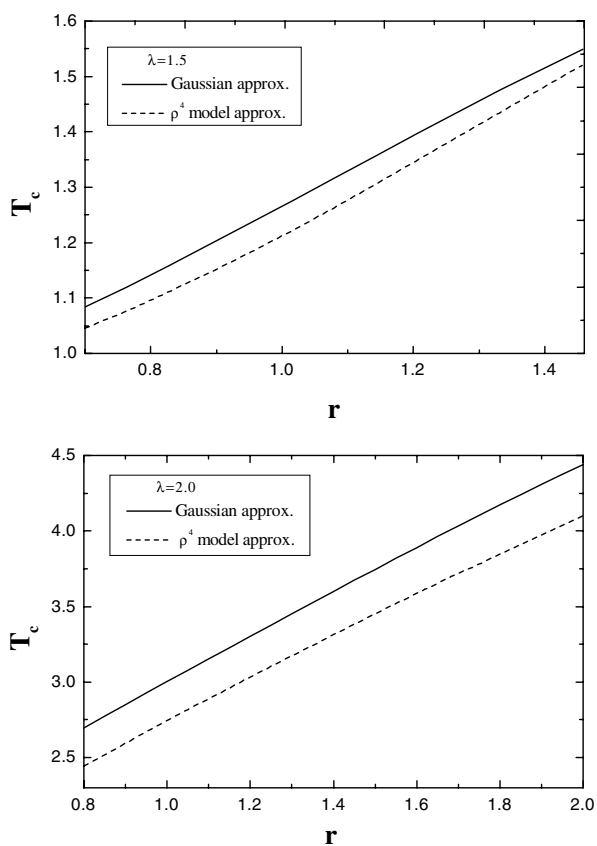 1.6
1.5
1.4
1.3
1.2
1.1
1.0
T_c
λ=1.5
Gaussian approx.
ρ⁴ model approx.
0.8 1.0 1.2 1.4
r
4.5
4.0
3.5
3.0
2.5
T_c
λ=2.0
Gaussian approx.
ρ⁴ model approx.
0.8 1.0 1.2 1.4 1.6 1.8 2.0
r